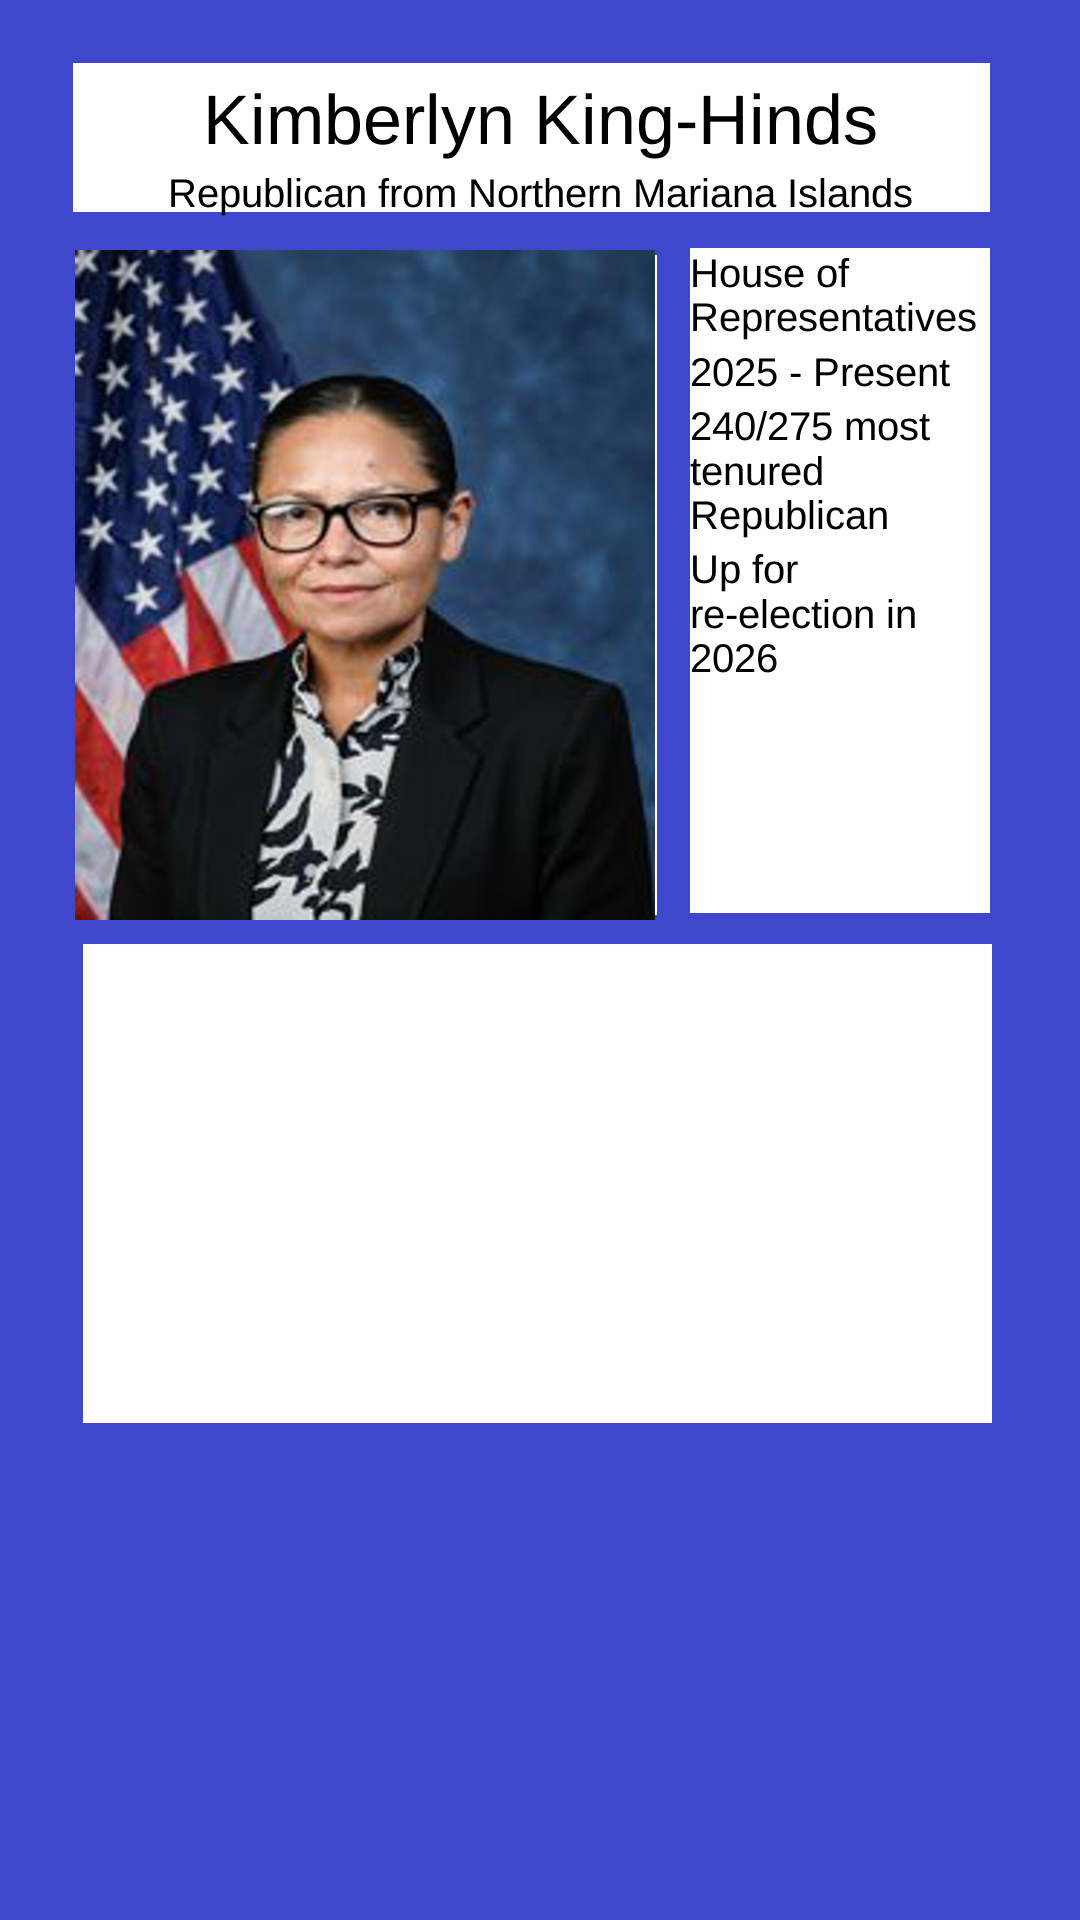 Kimberlyn King-Hinds
Republican from Northern Mariana Islands
House of
Representatives
2025 - Present
240/275 most
tenured
Republican
Up for
re-election in
2026